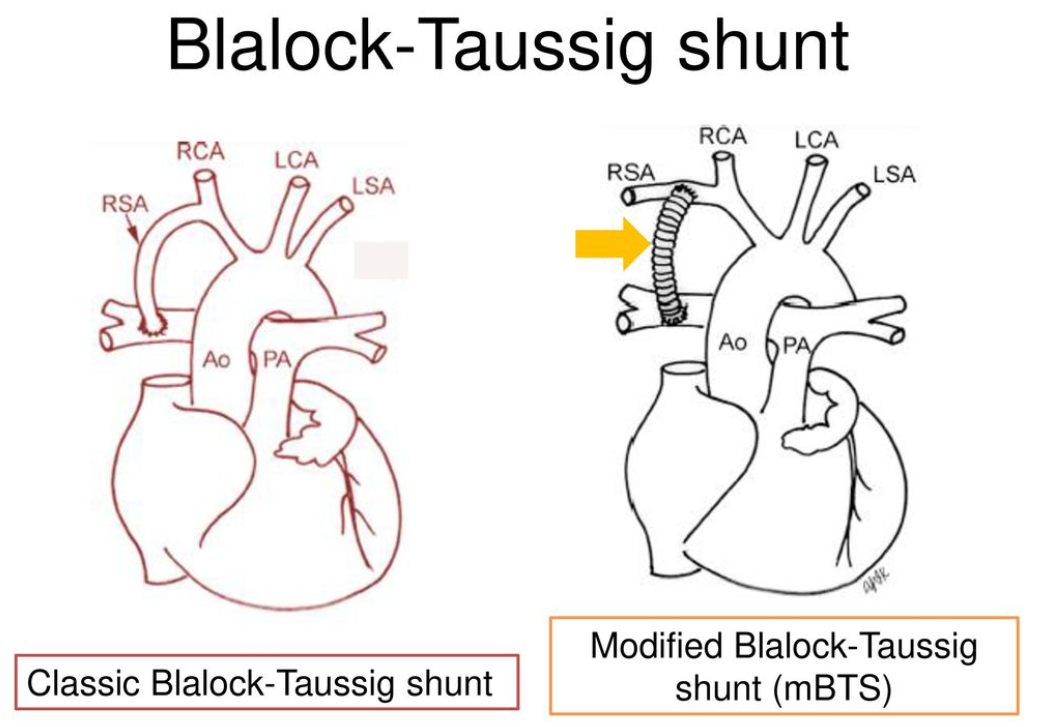 Blalock-Taussig shunt
RCA
LCA
LSA
RSA
Ao
PA
RCA
LCA
RSA
LSA
Ao
PA
Classic Blalock-Taussig shunt
Modified Blalock-Taussig
shunt (mBTS)